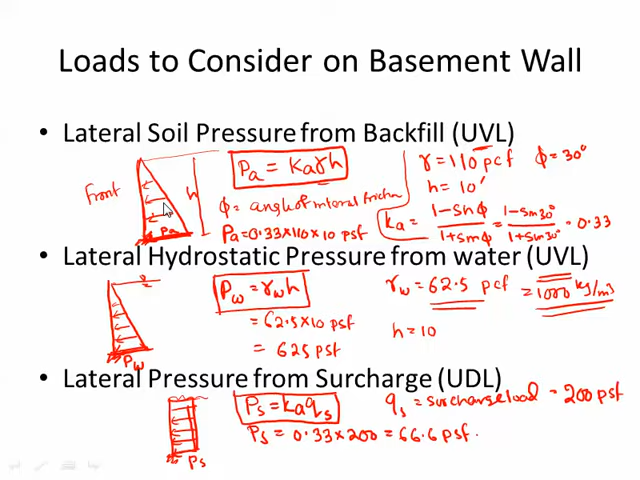 Loads to Consider on Basement Wall
• Lateral Soil Pressure from Backfill (UVL)
Front
h
Pa
Pa = Kaγh
ϕ = angle of internal friction
Pa = 0.33×110×10 psf
γ = 110 pcf ϕ = 30°
h = 10'
ka = 1-sinϕ / 1+sinϕ = 1-sin30° / 1+sin30° = 0.33
• Lateral Hydrostatic Pressure from water (UVL)
Pw
Pw = γwh
= 62.5×10 psf
= 625 psf
γw = 62.5 pcf = 1000 kg/m³
h = 10
• Lateral Pressure from Surcharge (UDL)
Ps
Ps = kaqs
qs = surcharge load = 200 psf
Ps = 0.33×200 = 66.6 psf.